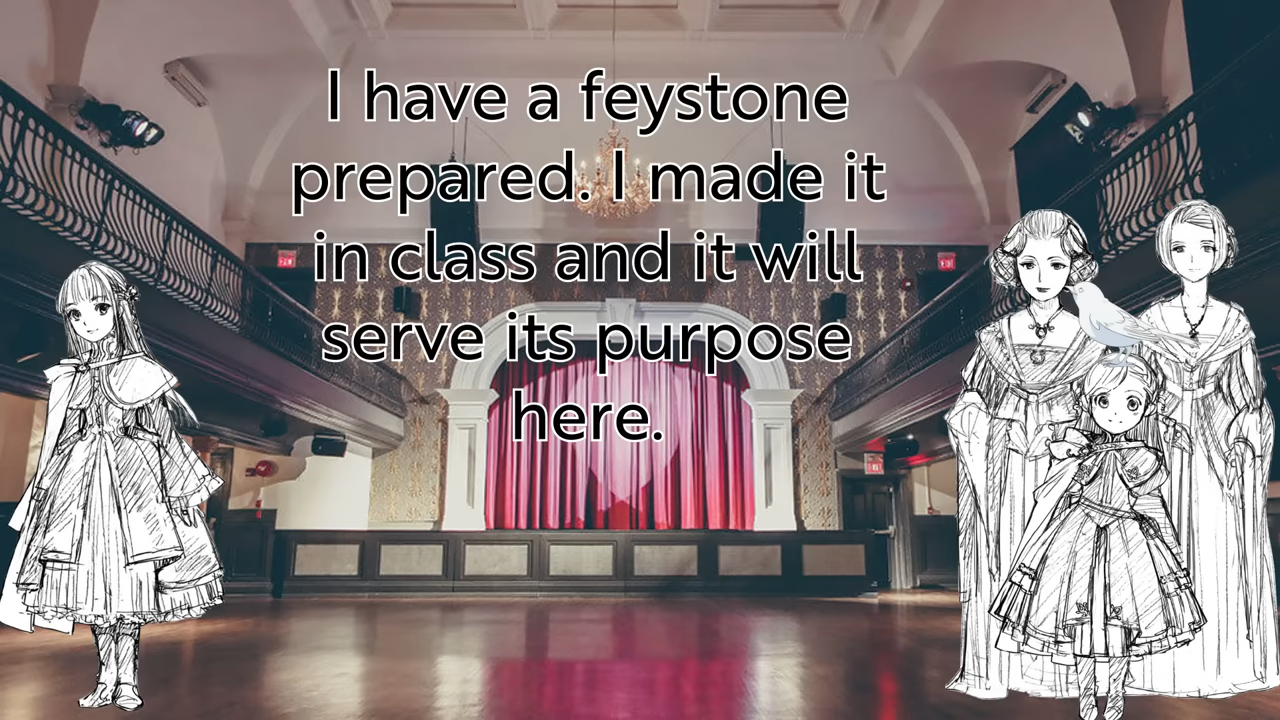 I have a feystone
prepared. I made it
in class and it will
serve its purpose
here.